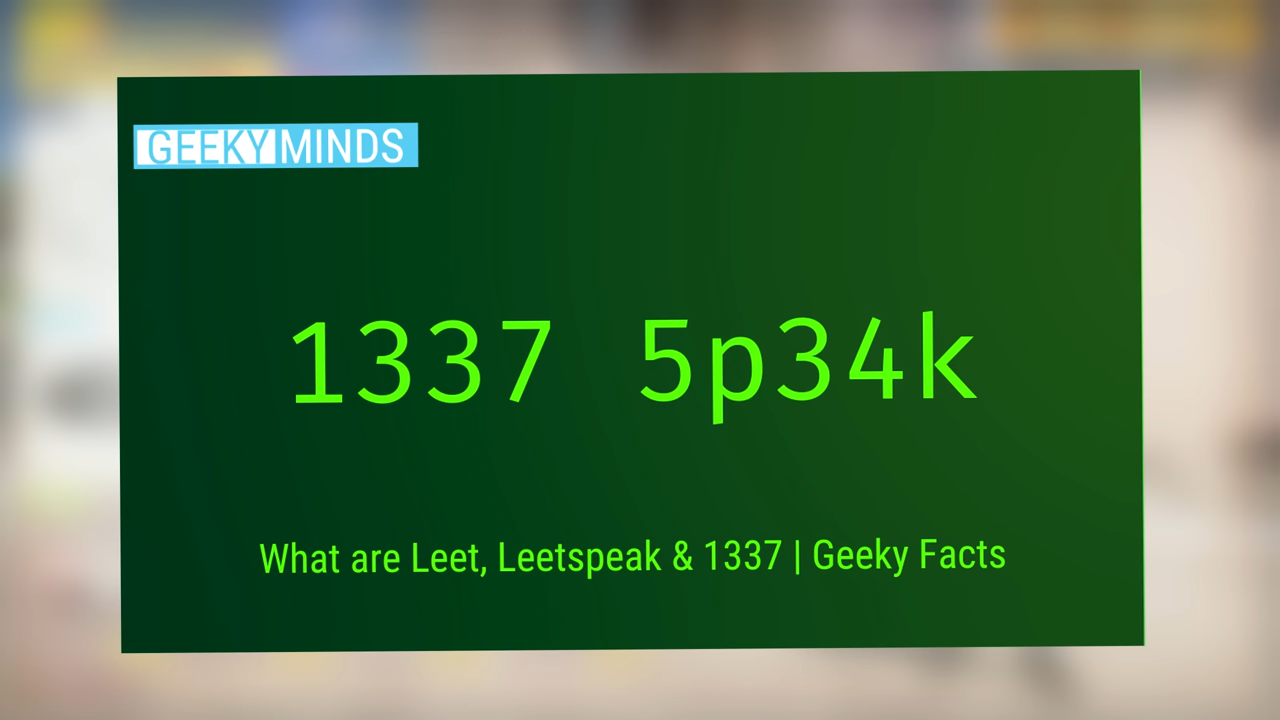 GEEKY MINDS
1337 5p34k
What are Leet, Leetspeak & 1337 | Geeky Facts